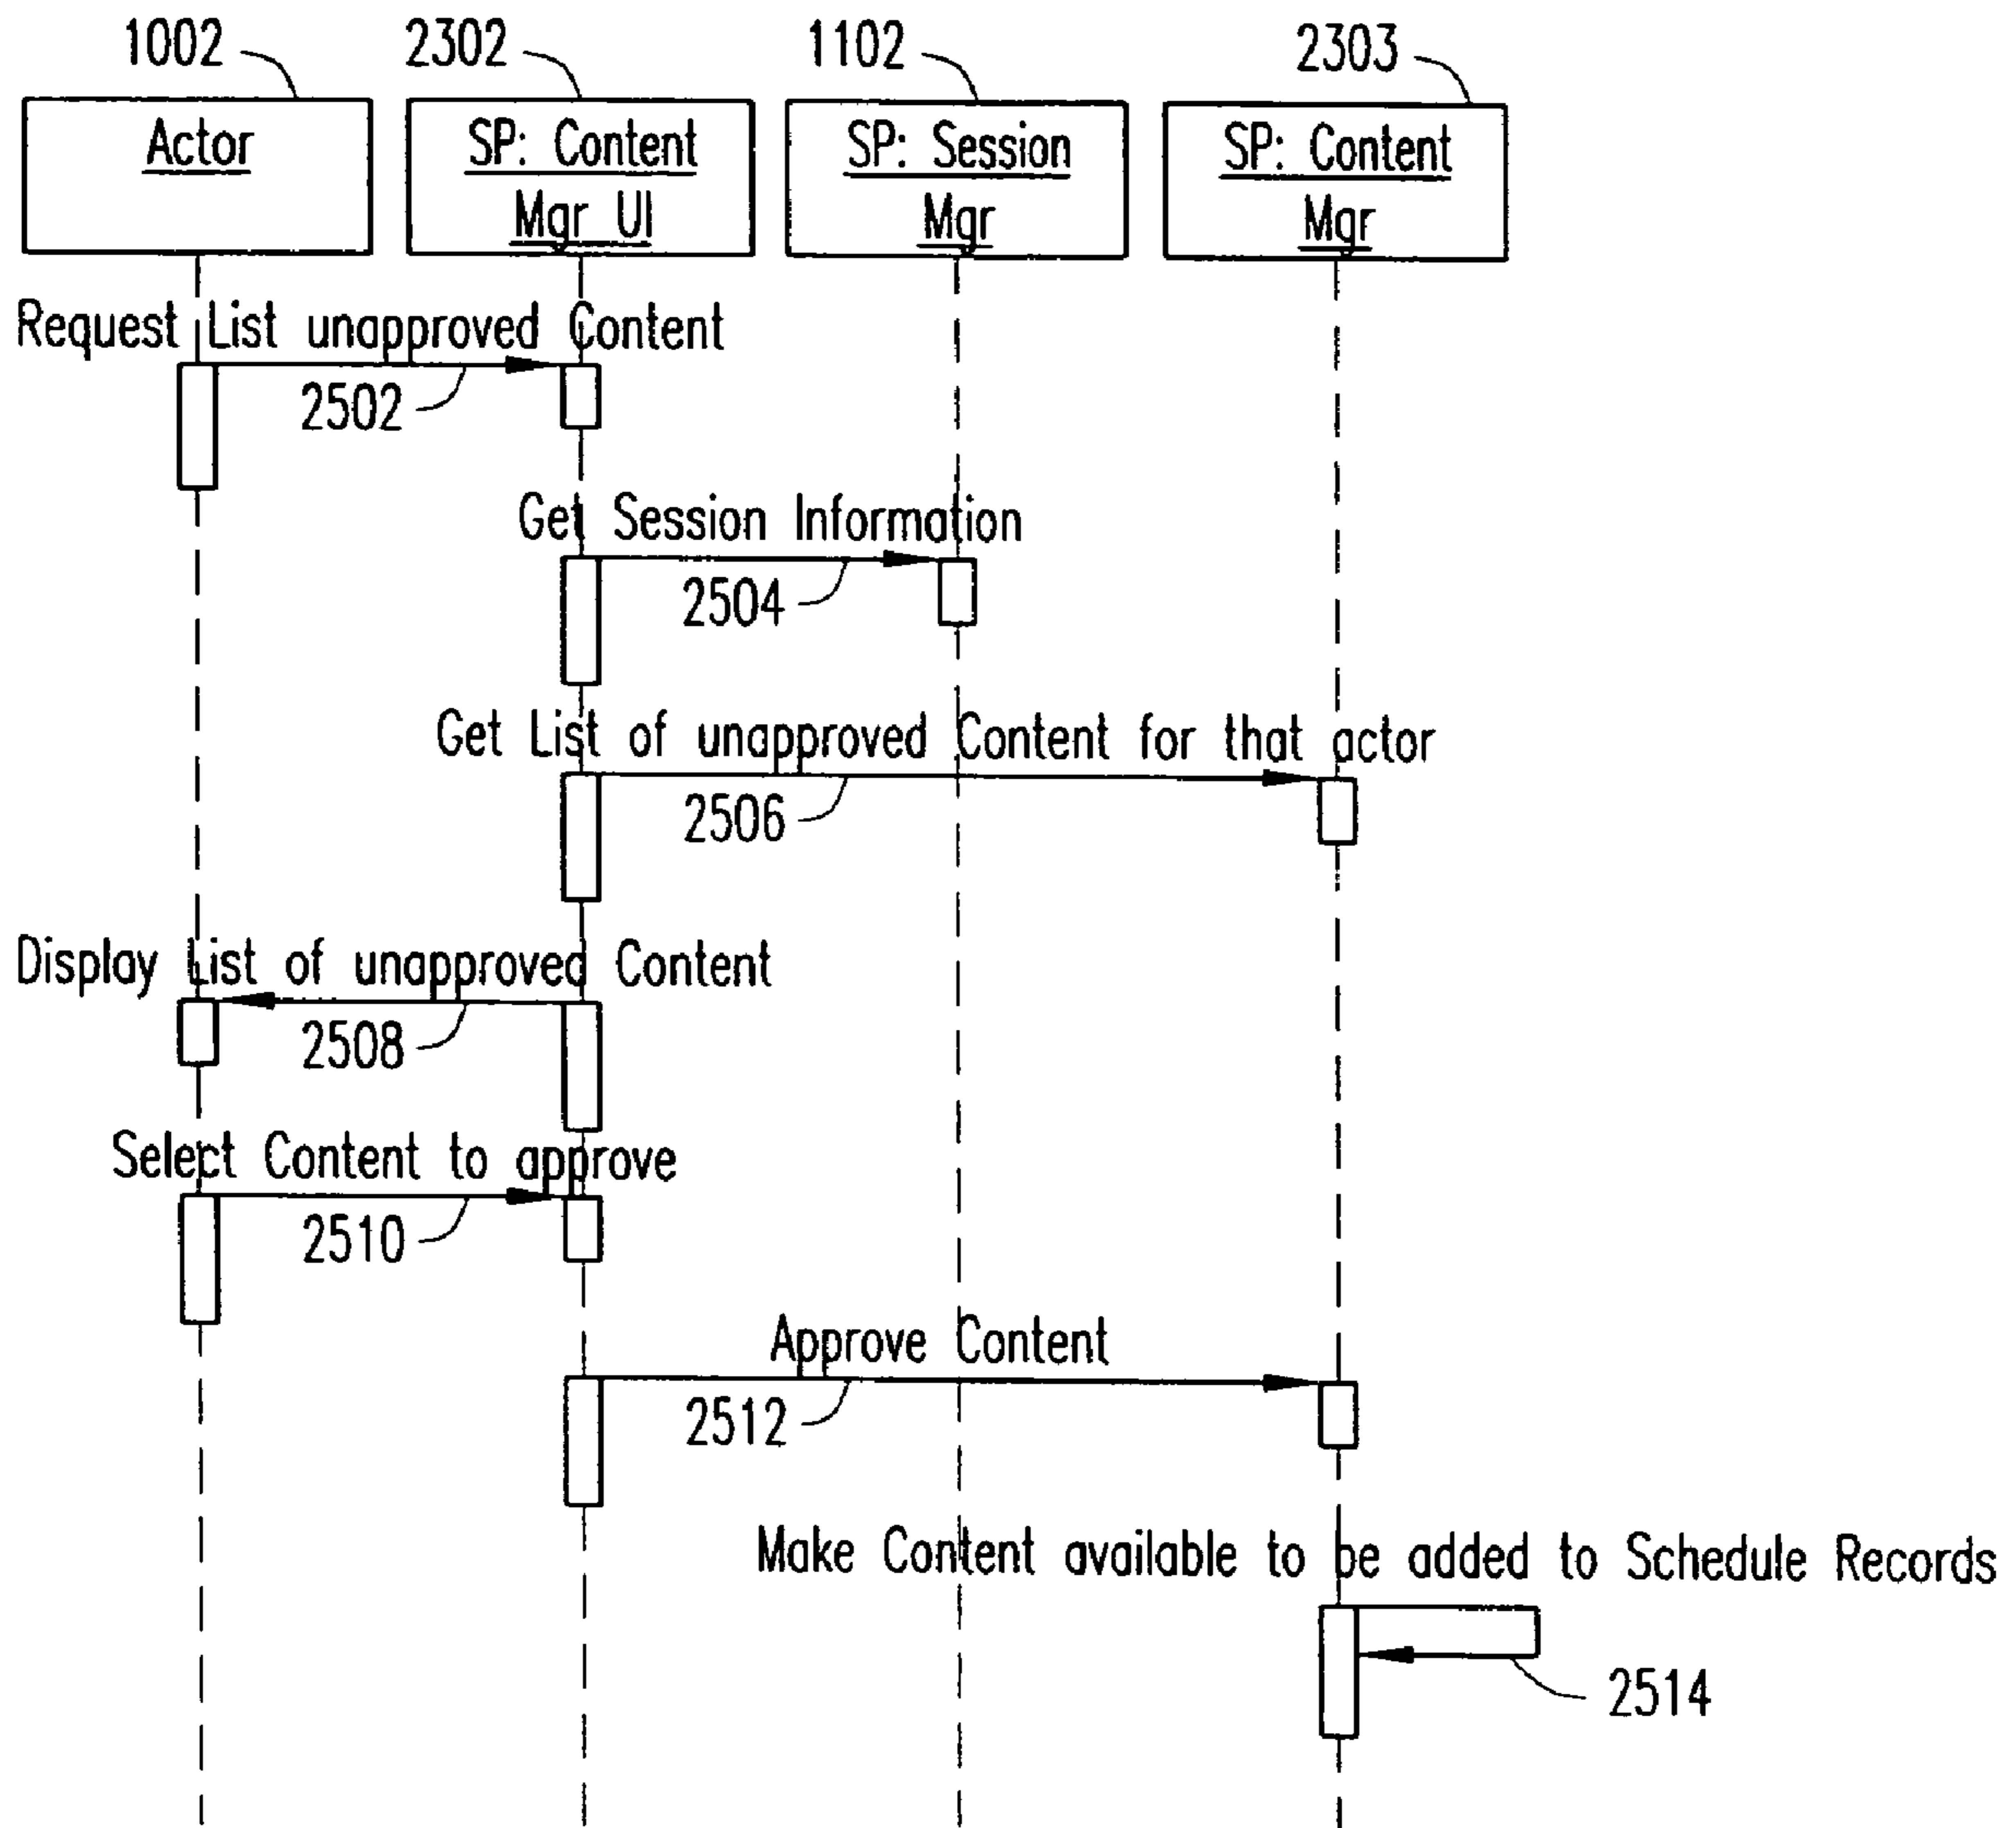 1002
2302
1102
2303
Actor
SP: Content
Mgr UI
SP: Session
Mgr
SP: Content
Mgr
Request List unapproved Content
2502
Get Session Information
2504
Get List of unapproved Content for that actor
2506
Display List of unapproved Content
2508
Select Content to approve
2510
Approve Content
2512
Make Content available to be added to Schedule Records
2514